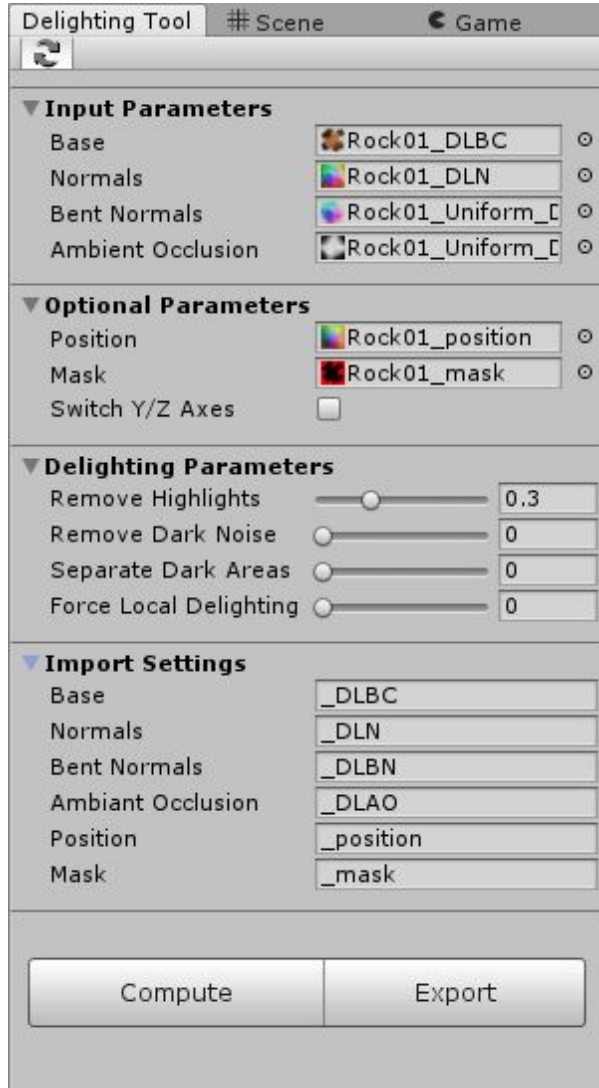 Delighting Tool Scene Game
Input Parameters
Base Rock01_DLBC
Normals Rock01_DLN
Bent Normals Rock01_Uniform_D
Ambient Occlusion Rock01_Uniform_D
Optional Parameters
Position Rock01_position
Mask Rock01_mask
Switch Y/Z Axes
Delighting Parameters
Remove Highlights 0.3
Remove Dark Noise 0
Separate Dark Areas 0
Force Local Delighting 0
Import Settings
Base _DLBC
Normals _DLN
Bent Normals _DLBN
Ambiant Occlusion _DLAO
Position _position
Mask _mask
Compute Export